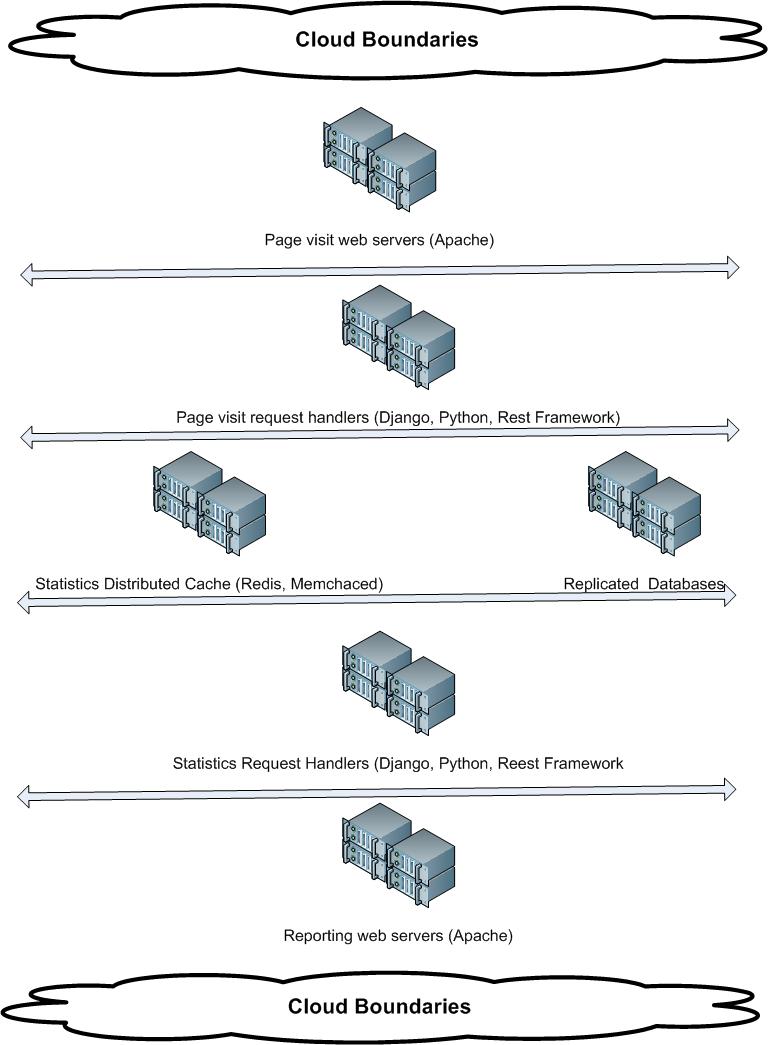 Cloud Boundaries
Page visit web servers (Apache)
Page visit request handlers (Django, Python, Rest Framework)
Statistics Distributed Cache (Redis, Memchaced)
Replicated  Databases
Statistics Request Handlers (Django, Python, Reest Framework
Reporting web servers (Apache)
Cloud Boundaries